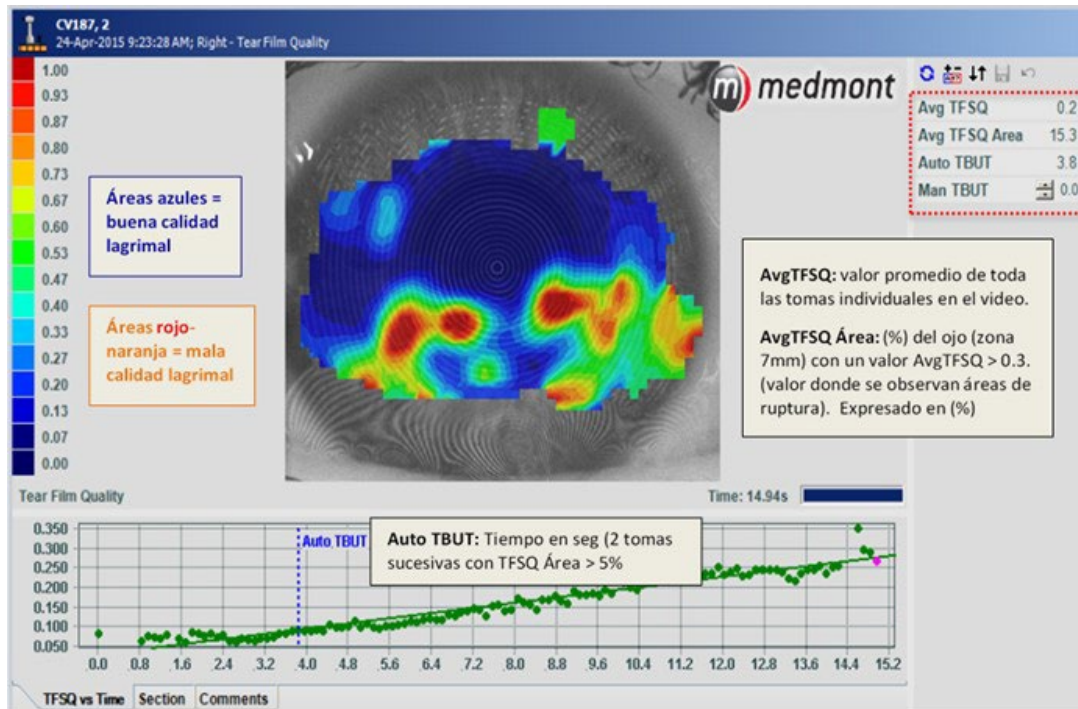 CV187, 2
24-Apr-2015 9:23:28 AM; Right - Tear Film Quality
1.00
0.93
0.87
0.80
0.73
0.67
0.60
0.53
0.47
0.40
0.33
0.27
0.20
0.13
0.07
0.00
Áreas azules =
buena calidad
lagrimal
Áreas rojo-
naranja = mala
calidad lagrimal
m medmont
Avg TFSQ 0.2
Avg TFSQ Area 15.3
Auto TBUT 3.8
Man TBUT 0.0
AvgTFSQ: valor promedio de toda
las tomas individuales en el video.
AvgTFSQ Área: (%) del ojo (zona
7mm) con un valor AvgTFSQ > 0.3.
(valor donde se observan áreas de
ruptura). Expresado en (%)
Tear Film Quality
Time: 14.94s
0.350
0.300
0.250
0.200
0.150
0.100
0.050
Auto TBUT
Auto TBUT: Tiempo en seg (2 tomas
sucesivas con TFSQ Área > 5%
0.0 0.8 1.6 2.4 3.2 4.0 4.8 5.6 6.4 7.2 8.0 8.8 9.6 10.4 11.2 12.0 12.8 13.6 14.4 15.2
TFSQ vs Time Section Comments